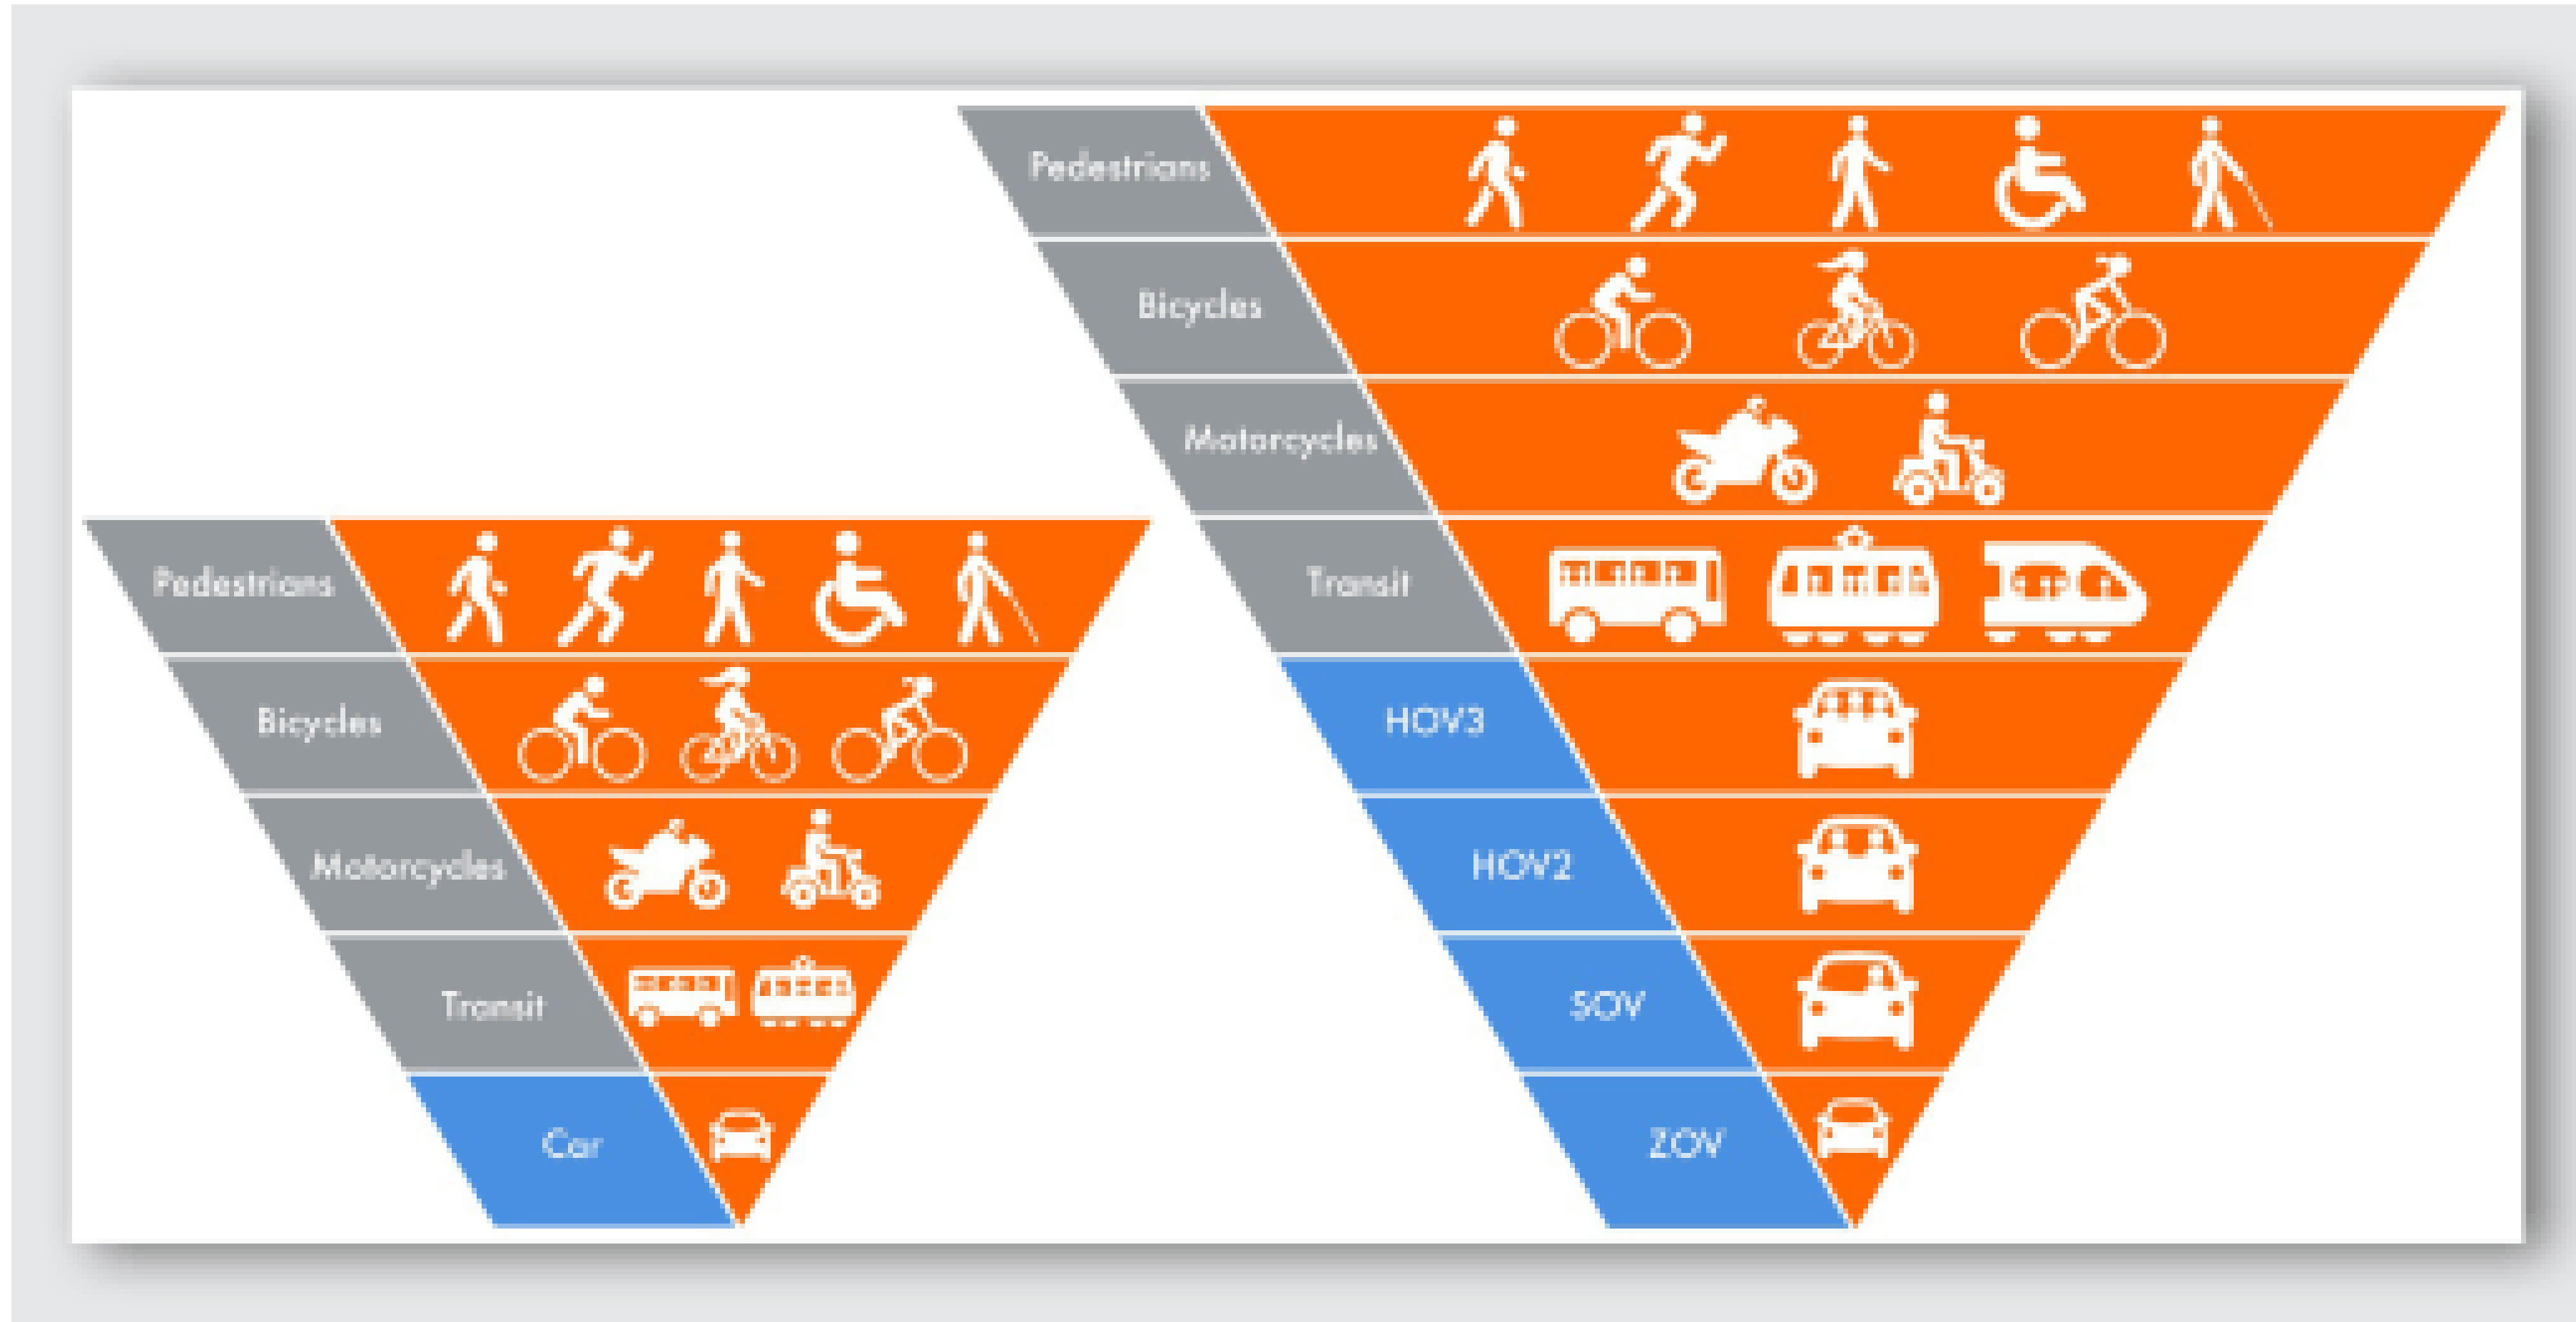 Pedestrians
Bicycles
Motorcycles
Transit
Car
Pedestrians
Bicycles
Motorcycles
Transit
HOV3
HOV2
SOV
ZOV